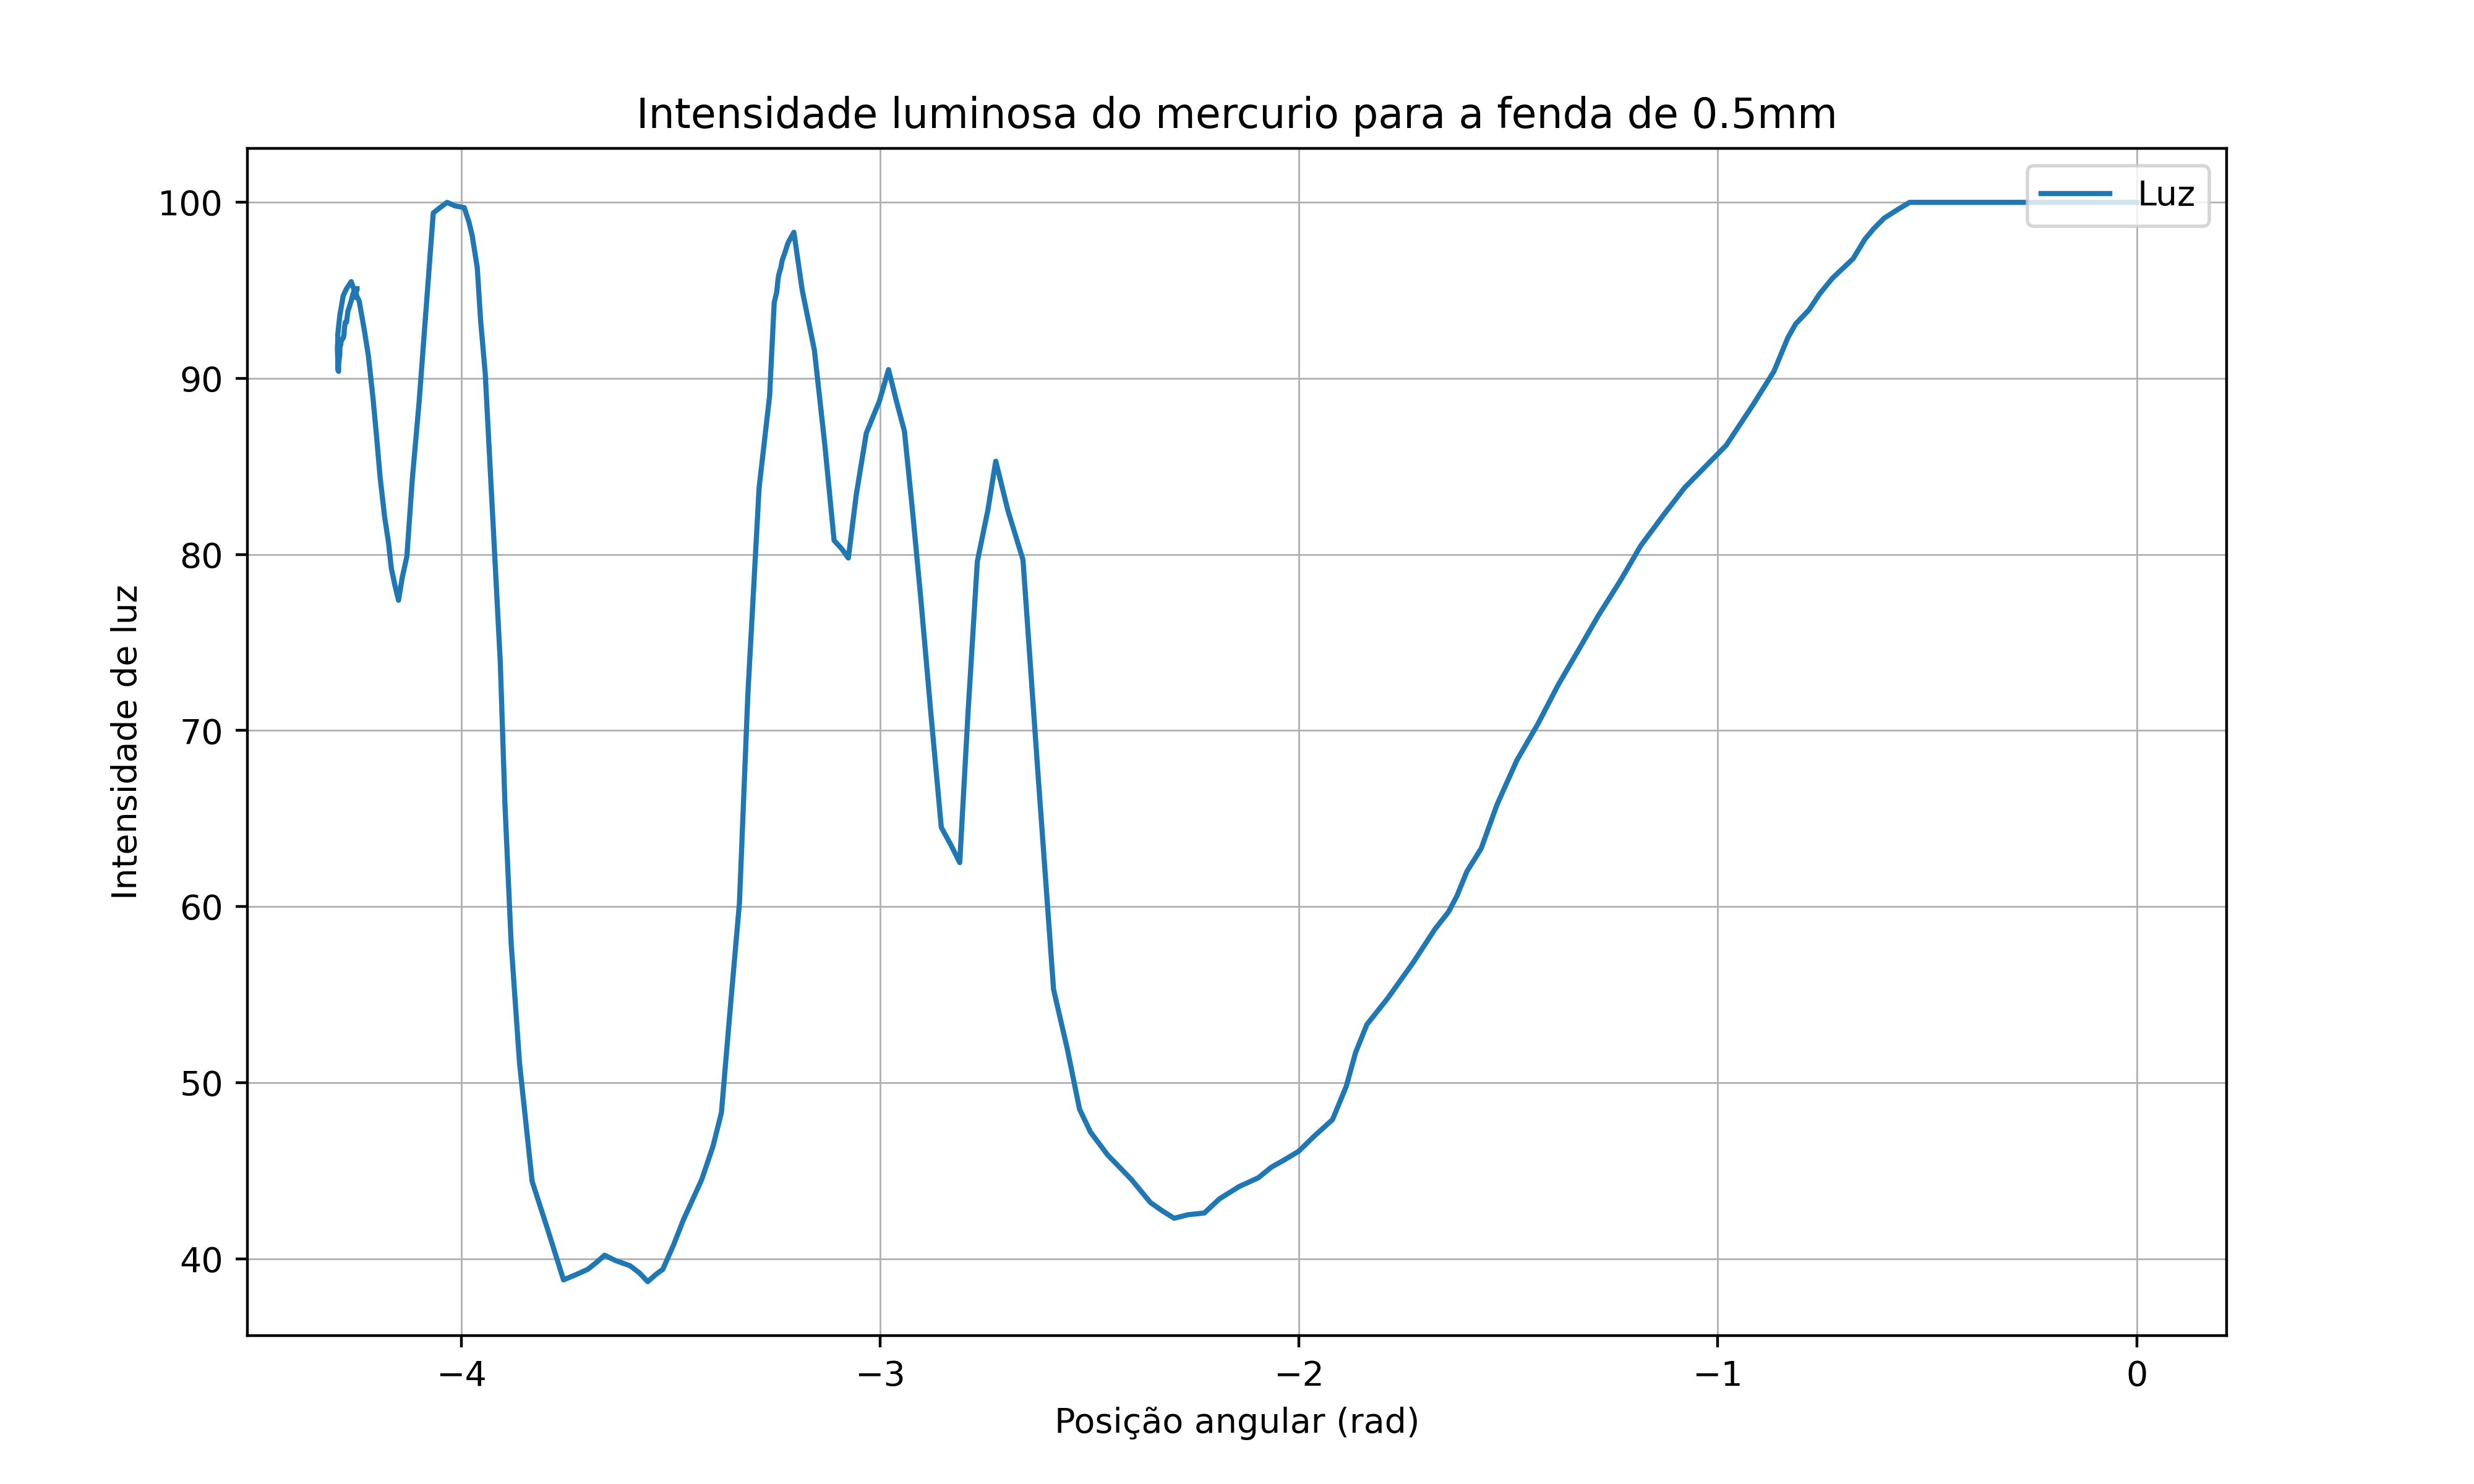 Intensidade luminosa do mercurio para a fenda de 0.5mm
Luz
100
90
80
70
60
50
40
Intensidade de luz
−4 −3 −2 −1 0
Posição angular (rad)